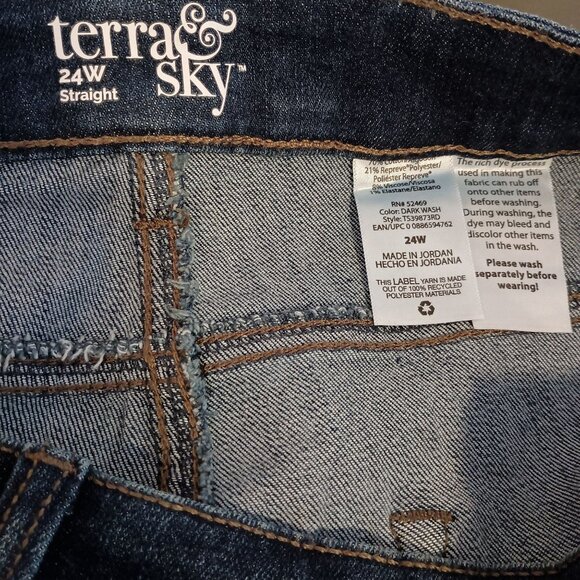 terra&
sky™
24W
Straight
21% Repreve® Polyester/
Poliéster Repreve®
1% Elastane/Elastano
RN# 52469
Color: DARK WASH
Style: TS39873RD
EAN/UPC 0 0886594762
24W
MADE IN JORDAN
HECHO EN JORDANIA
THIS LABEL YARN IS MADE
OUT OF 100% RECYCLED
POLYESTER MATERIALS
The rich dye process
used in making this
fabric can rub off
onto other items
before washing.
During washing, the
dye may bleed and
discolor other items
in the wash.
Please wash
separately before
wearing!